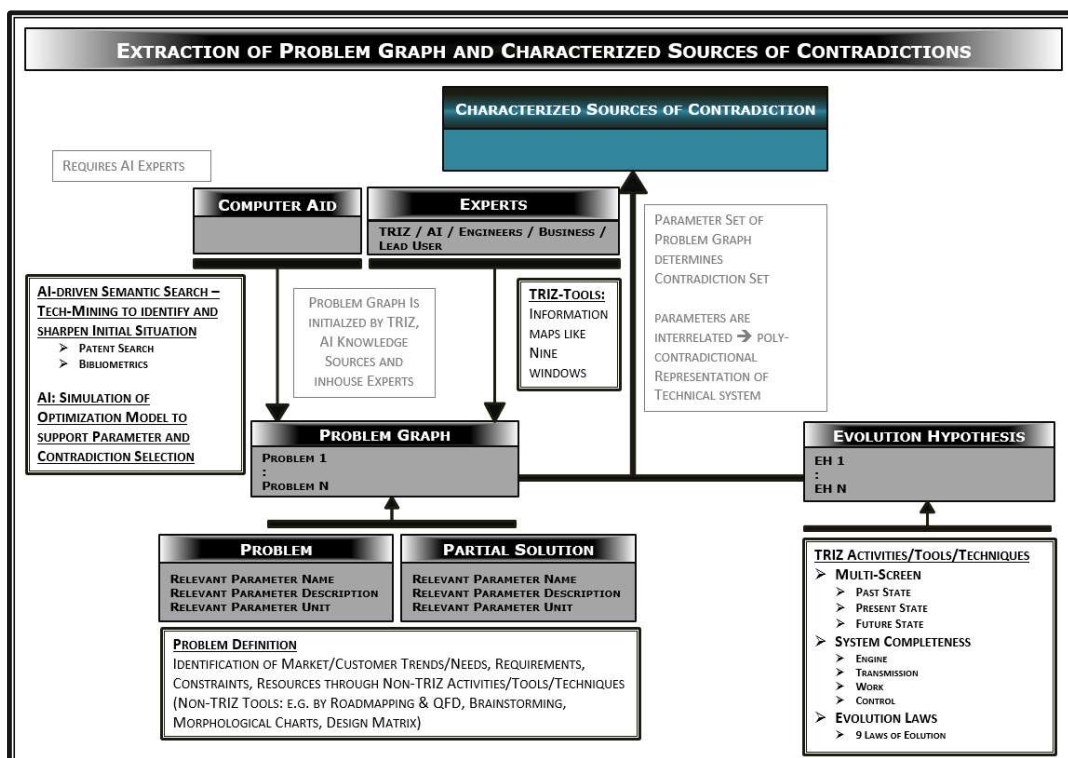 EXTRACTION OF PROBLEM GRAPH AND CHARACTERIZED SOURCES OF CONTRADICTIONS
CHARACTERIZED SOURCES OF CONTRADICTION
REQUIRES AI EXPERTS
COMPUTER AID
EXPERTS
TRIZ / AI / ENGINEERS / BUSINESS /
LEAD USER
PARAMETER SET OF
PROBLEM GRAPH
DETERMINES
CONTRADICTION SET
PARAMETERS ARE
INTERRELATED ➔ POLY-
CONTRADICTIONAL
REPRESENTATION OF
TECHNICAL SYSTEM
AI-DRIVEN SEMANTIC SEARCH –
TECH-MINING TO IDENTIFY AND
SHARPEN INITIAL SITUATION
➢ PATENT SEARCH
➢ BIBLIOMETRICS
AI: SIMULATION OF
OPTIMIZATION MODEL TO
SUPPORT PARAMETER AND
CONTRADICTION SELECTION
PROBLEM GRAPH IS
INITIALZED BY TRIZ,
AI KNOWLEDGE
SOURCES AND
INHOUSE EXPERTS
TRIZ-TOOLS:
INFORMATION
MAPS LIKE
NINE
WINDOWS
PROBLEM GRAPH
PROBLEM 1
:
PROBLEM N
EVOLUTION HYPOTHESIS
EH 1
:
EH N
PROBLEM
RELEVANT PARAMETER NAME
RELEVANT PARAMETER DESCRIPTION
RELEVANT PARAMETER UNIT
PARTIAL SOLUTION
RELEVANT PARAMETER NAME
RELEVANT PARAMETER DESCRIPTION
RELEVANT PARAMETER UNIT
PROBLEM DEFINITION
IDENTIFICATION OF MARKET/CUSTOMER TRENDS/NEEDS, REQUIREMENTS,
CONSTRAINTS, RESOURCES THROUGH NON-TRIZ ACTIVITIES/TOOLS/TECHNIQUES
(NON-TRIZ TOOLS: E.G. BY ROADMAPPING & QFD, BRAINSTORMING,
MORPHOLOGICAL CHARTS, DESIGN MATRIX)
TRIZ ACTIVITIES/TOOLS/TECHNIQUES
➢ MULTI-SCREEN
➢ PAST STATE
➢ PRESENT STATE
➢ FUTURE STATE
➢ SYSTEM COMPLETENESS
➢ ENGINE
➢ TRANSMISSION
➢ WORK
➢ CONTROL
➢ EVOLUTION LAWS
➢ 9 LAWS OF EOLUTION